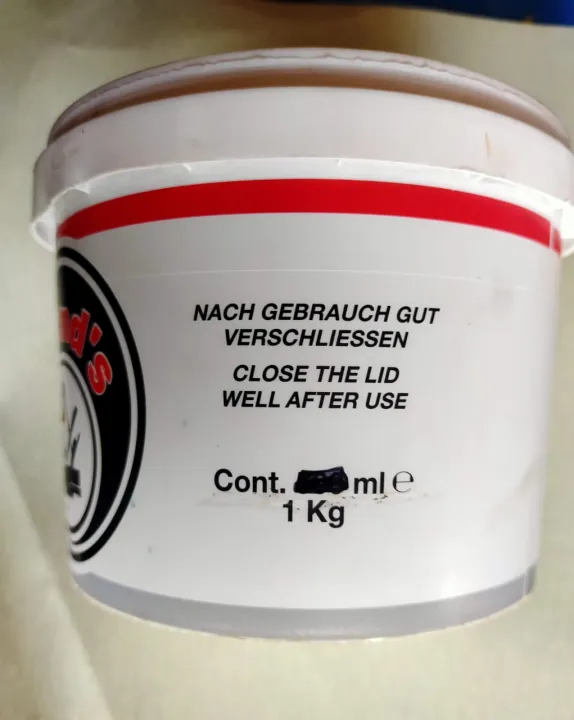 NACH GEBRAUCH GUT
VERSCHLIESSEN
CLOSE THE LID
WELL AFTER USE
Cont. ml ℮
1 Kg